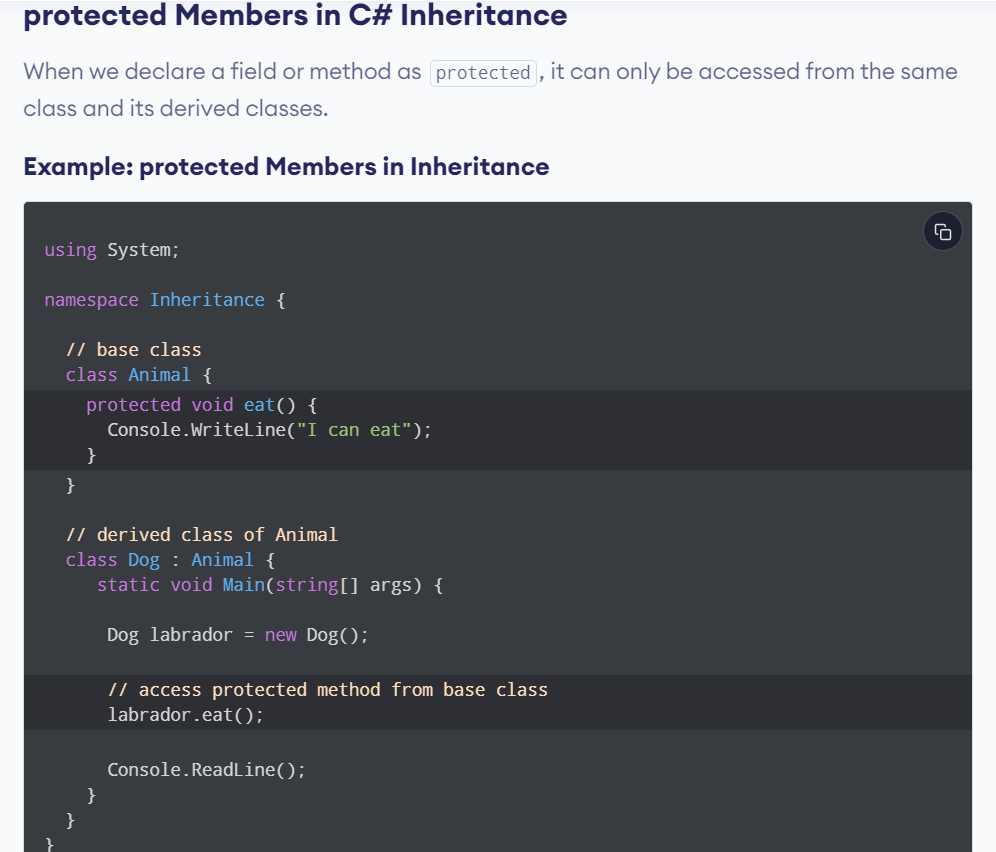 protected Members in C# Inheritance
When we declare a field or method as protected, it can only be accessed from the same
class and its derived classes.
Example: protected Members in Inheritance
using System;
namespace Inheritance {
// base class
class Animal {
protected void eat() {
Console.WriteLine("I can eat");
}
}
// derived class of Animal
class Dog : Animal {
static void Main(string[] args) {
Dog labrador = new Dog();
// access protected method from base class
labrador.eat();
Console.ReadLine();
}
}
}